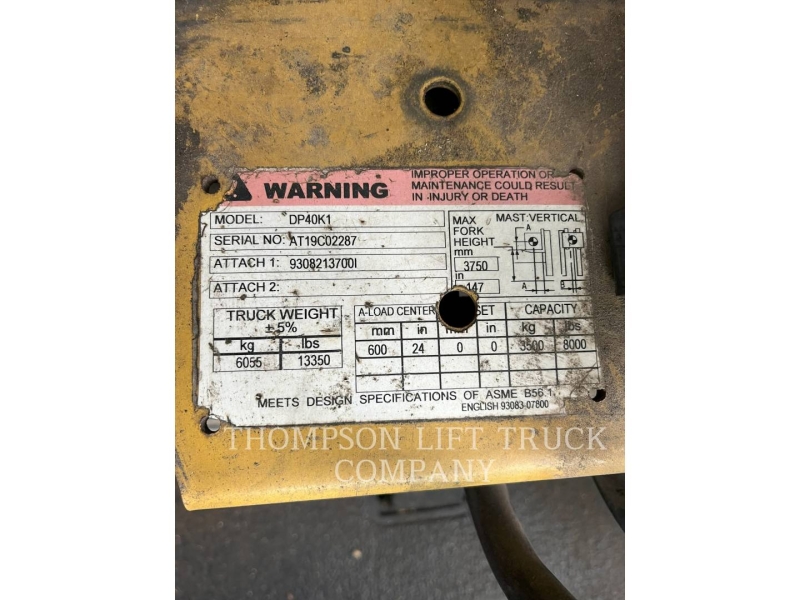 WARNING
IMPROPER OPERATION OR
MAINTENANCE COULD RESULT
IN INJURY OR DEATH
MODEL: DP40K1
SERIAL NO: AT19C02287
ATTACH 1: 9308213700I
ATTACH 2:
MAX
FORK
HEIGHT
mm
3750
in
147
MAST:VERTICAL
A
A
B
TRUCK WEIGHT
±5%
kg lbs
6055 13350
A-LOAD CENTER SET CAPACITY
mm in in kg lbs
600 24 0 0 3500 8000
MEETS DESIGN SPECIFICATIONS OF ASME B56.1
ENGLISH 93083-07800
THOMPSON LIFT TRUCK
COMPANY